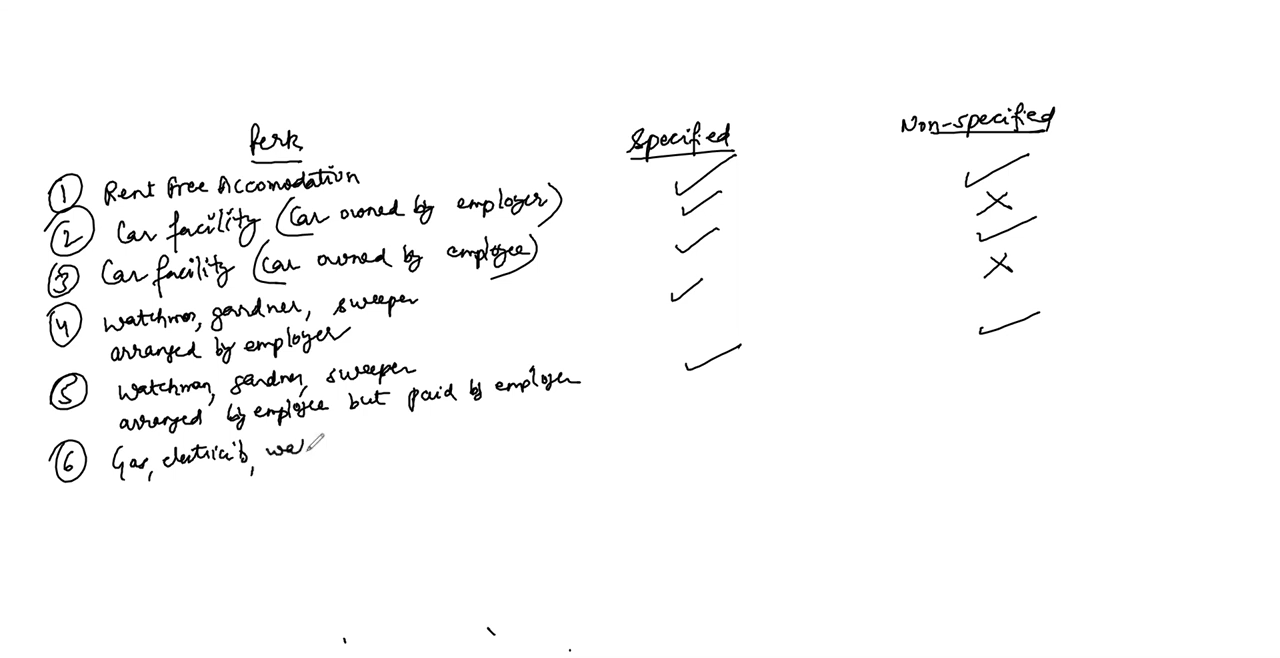 Perk Specified Non-specified
① Rent free Accomodation ✓ ✓
② Car facility (Car owned by employer) ✓ ×
③ Car facility (Car owned by employee) ✓ ✓
④ Watchman, gardner, sweeper ✓ ×
arranged by employer
⑤ Watchman, gardner, sweeper ✓ ✓
arranged by employee but paid by employer
⑥ Gas, electricity,